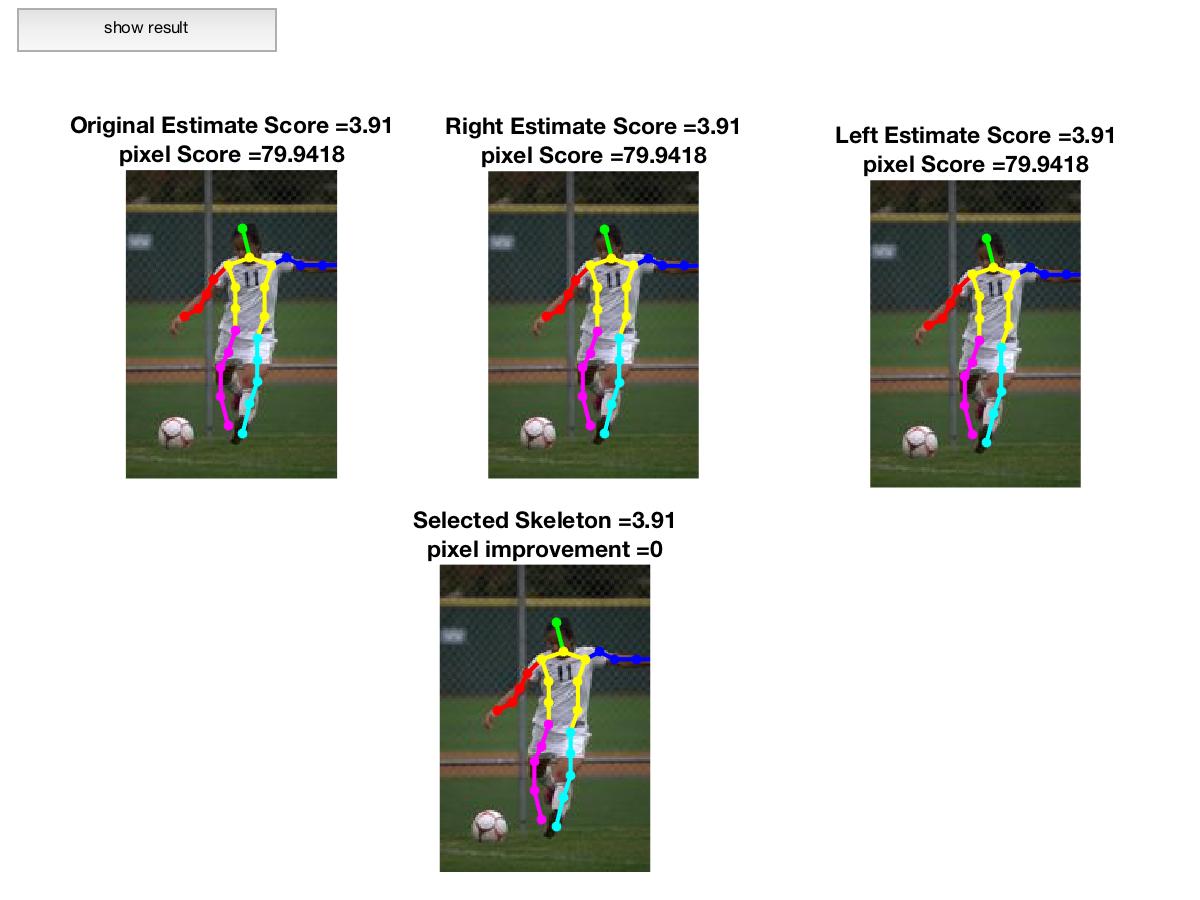 show result
Original Estimate Score =3.91
pixel Score =79.9418
Right Estimate Score =3.91
pixel Score =79.9418
Left Estimate Score =3.91
pixel Score =79.9418
11
11
11
Selected Skeleton =3.91
pixel improvement =0
11